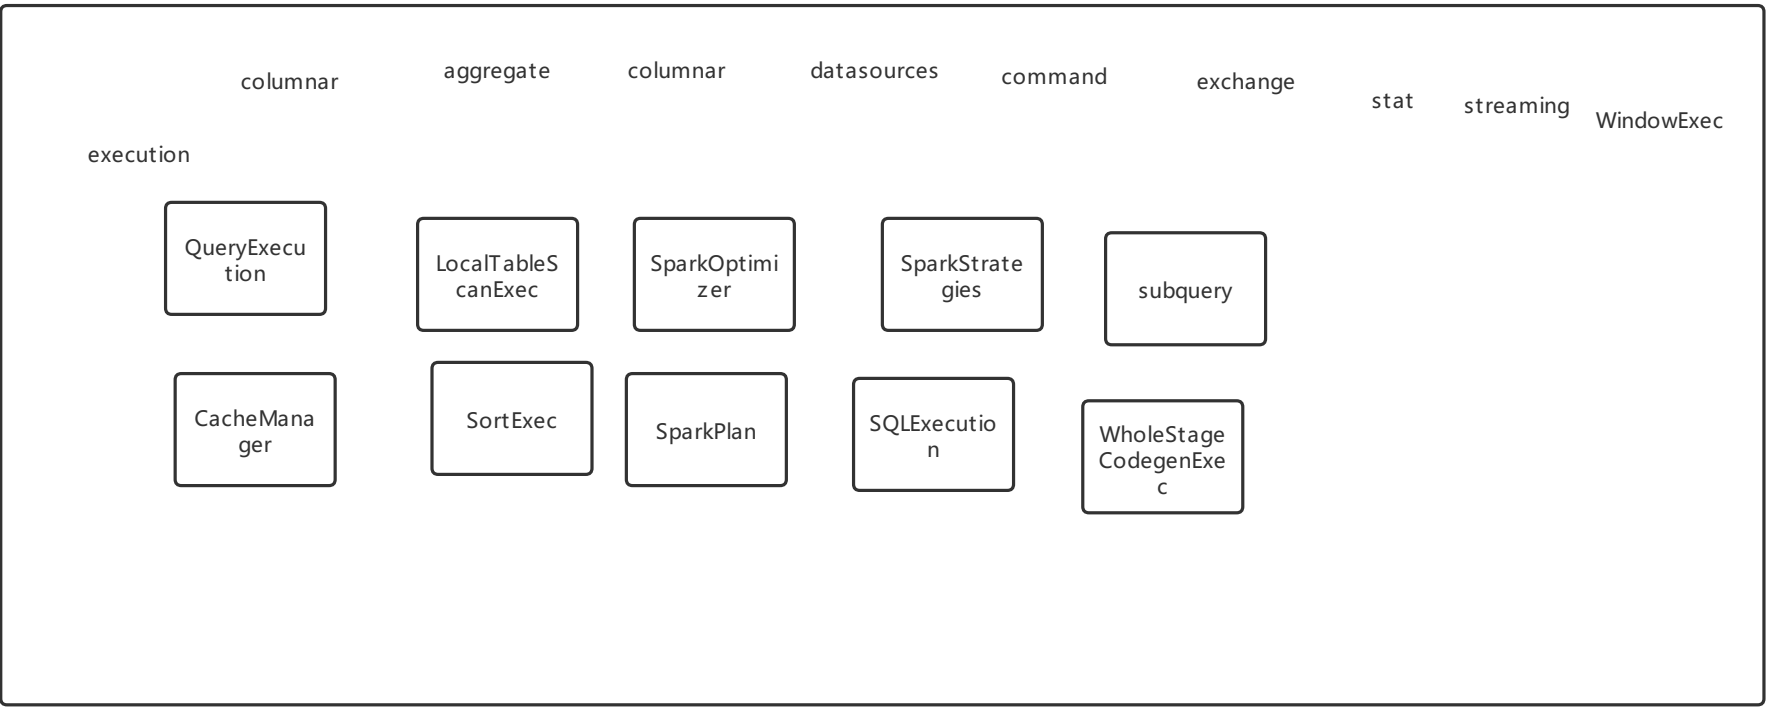 columnar
aggregate
columnar
datasources
command
exchange
stat
streaming
WindowExec
execution
QueryExecu
tion
LocalTableS
canExec
SparkOptimi
zer
SparkStrate
gies
subquery
CacheMana
ger
SortExec
SparkPlan
SQLExecutio
n
WholeStage
CodegenExe
c